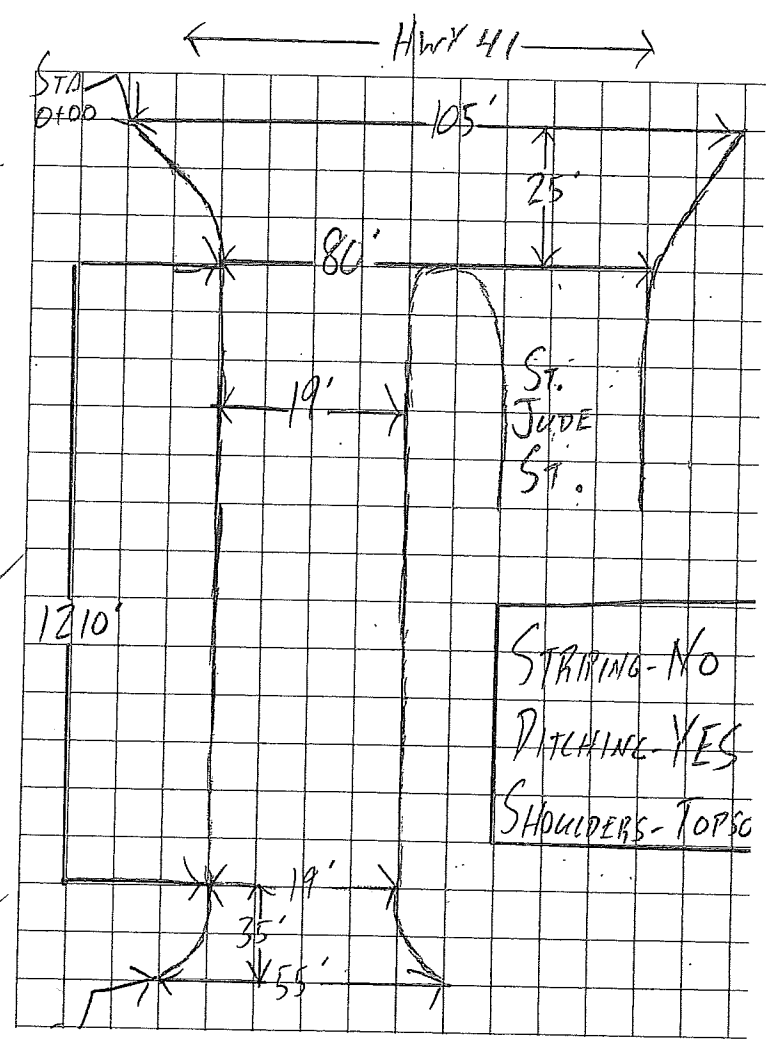 HWY 41
STA
0+00
105'
25'
80'
19'
ST.
JUDE
ST.
1210'
STRIPING-NO
DITCHING-YES
SHOULDERS-TOPSO
19'
35'
55'